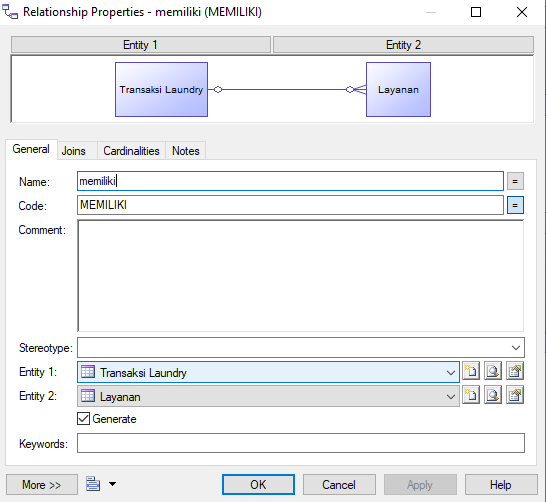 Relationship Properties - memiliki (MEMILIKI)
Entity 1 Entity 2
Transaksi Laundry Layanan
General Joins Cardinalities Notes
Name: memiliki =
Code: MEMILIKI =
Comment:
Stereotype:
Entity 1: Transaksi Laundry
Entity 2: Layanan
Generate
Keywords:
More >> OK Cancel Apply Help